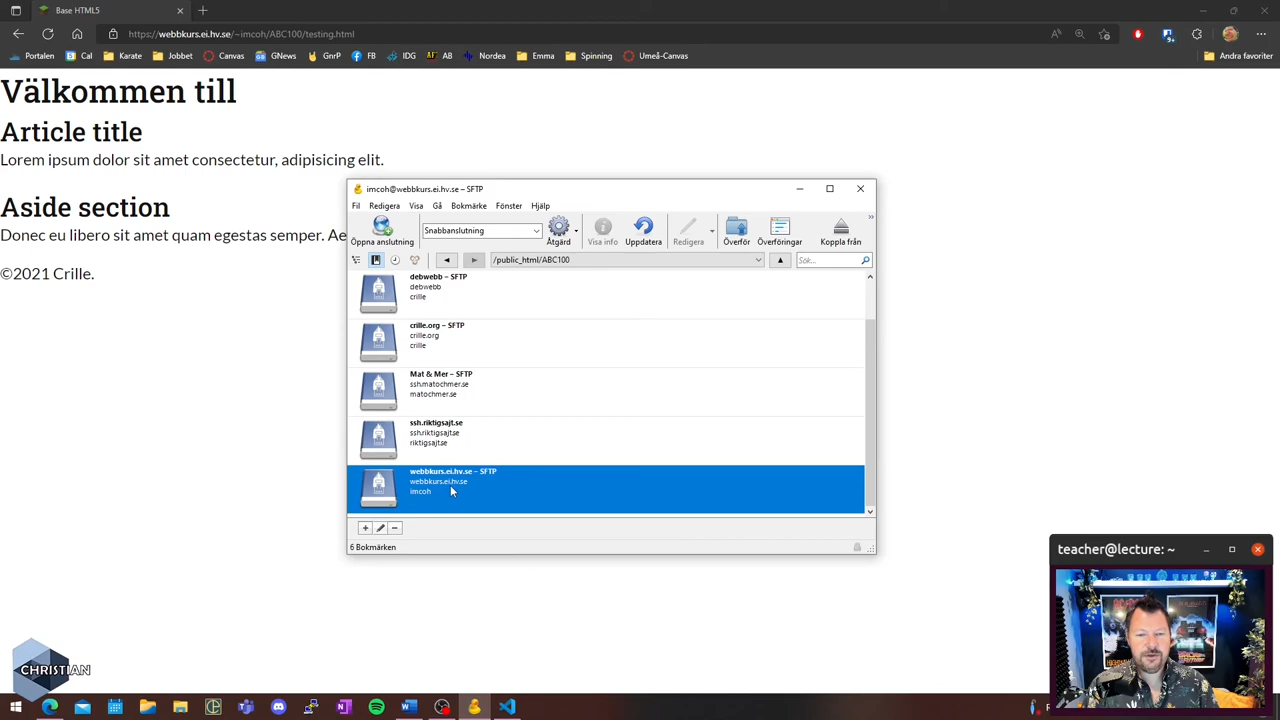 Base HTML5
https://webbkurs.ei.hv.se/~imcoh/ABC100/testing.html
Portalen Cal Karate Jobbet Canvas GNews GnrP FB IDG AB Nordea Emma Spinning Umeå-Canvas Andra favoriter
Välkommen till
Article title
Lorem ipsum dolor sit amet consectetur, adipisicing elit.
Aside section
Donec eu libero sit amet quam egestas semper. Ae
©2021 Crille.
imcoh@webbkurs.ei.hv.se – SFTP
Fil Redigera Visa Gå Bokmärke Fönster Hjälp
Snabbanslutning
Öppna anslutning Åtgärd Visa info Uppdatera Redigera Överför Överföringar Koppla från
/public_html/ABC100 Sök...
debwebb – SFTP
debwebb
crille
crille.org – SFTP
crille.org
crille
Mat & Mer – SFTP
ssh.matochmer.se
matochmer.se
ssh.riktigsajt.se
ssh.riktigsajt.se
riktigsajt.se
webbkurs.ei.hv.se – SFTP
webbkurs.ei.hv.se
imcoh
6 Bokmärken
teacher@lecture: ~
CHRISTIAN